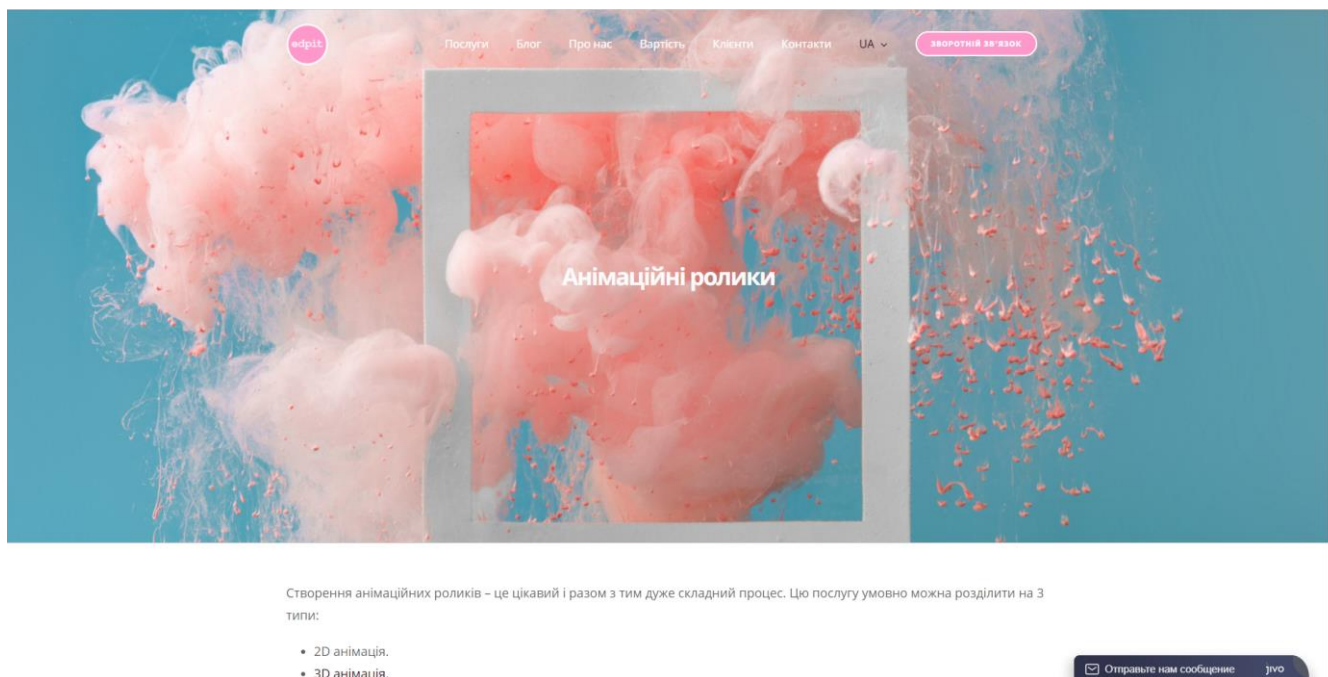 edpit
Послуги Блог Про нас Вартість Клієнти Контакти UA ЗВОРОТНІЙ ЗВ'ЯЗОК
Анімаційні ролики
Створення анімаційних роликів – це цікавий і разом з тим дуже складний процес. Цю послугу умовно можна розділити на 3
типи:
• 2D анімація.
• 3D анімація.
Отправьте нам сообщение jivo